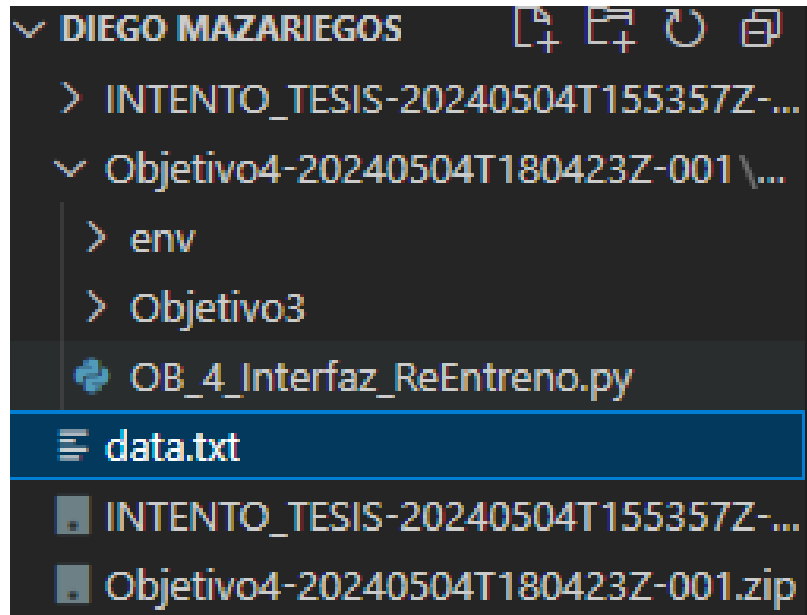 DIEGO MAZARIEGOS
INTENTO_TESIS-20240504T155357Z-...
Objetivo4-20240504T180423Z-001 \...
env
Objetivo3
OB_4_Interfaz_ReEntreno.py
data.txt
INTENTO_TESIS-20240504T155357Z-...
Objetivo4-20240504T180423Z-001.zip